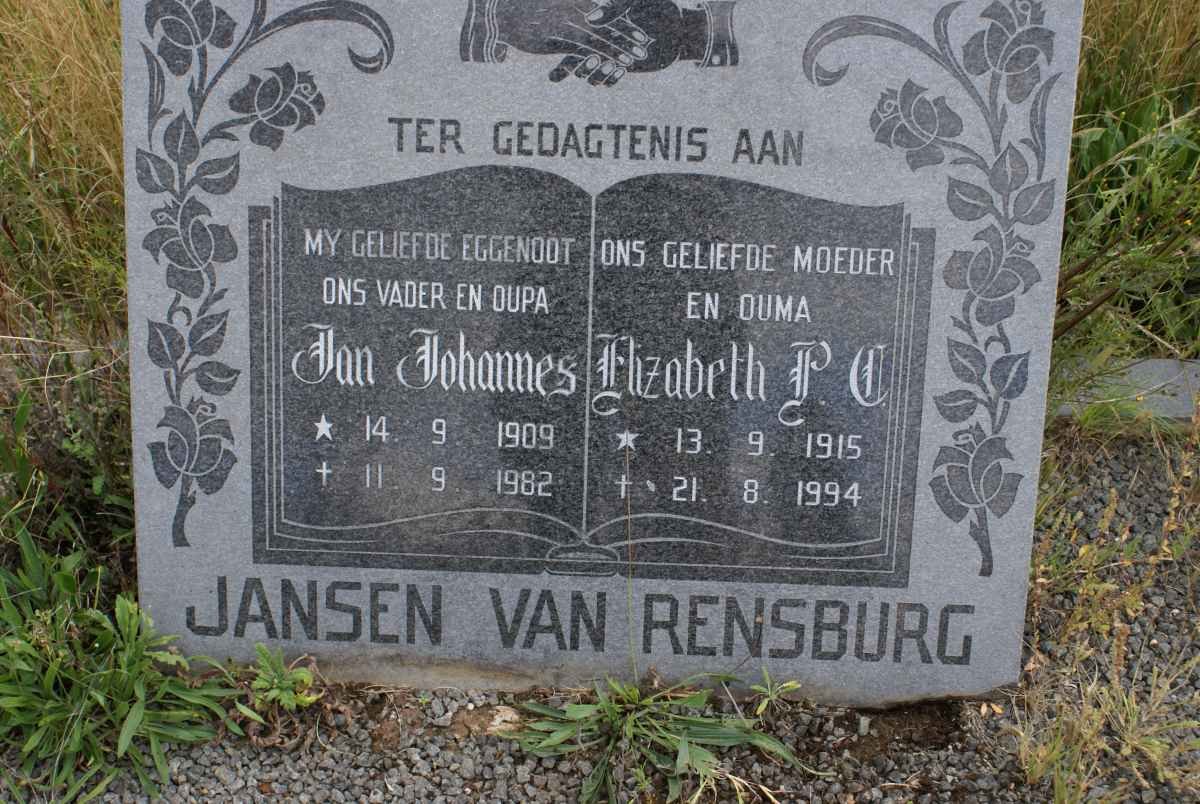 TER GEDAGTENIS AAN
MY GELIEFDE EGGENOOT
ONS VADER EN OUPA
Jan Johannes
★ 14. 9 1909
† 11 9 1982
ONS GELIEFDE MOEDER
EN OUMA
Elizabeth P. C.
★ 13. 9. 1915
† 21. 8. 1994
JANSEN VAN RENSBURG